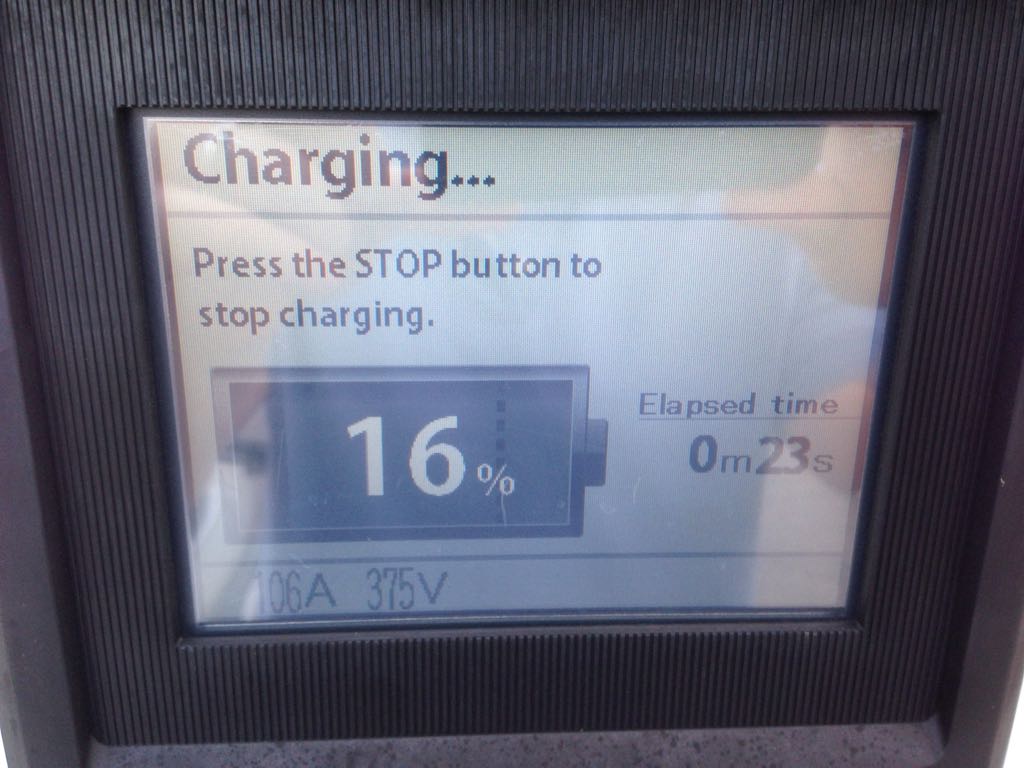 Charging...
Press the STOP button to
stop charging.
16%
Elapsed time
0m23s
106A 375V